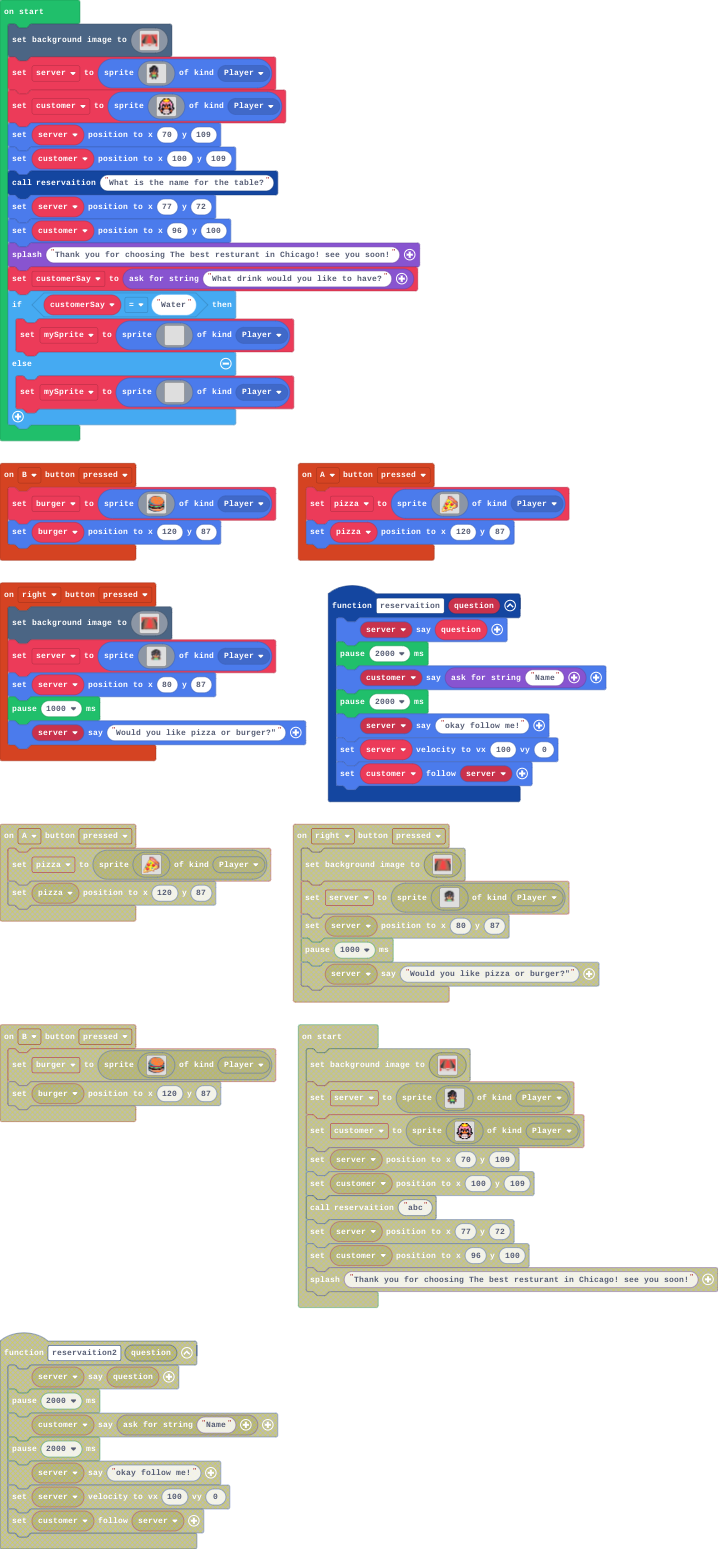 on start
set background image to
set server to sprite of kind Player
set customer to sprite of kind Player
set server position to x 70 y 109
set customer position to x 100 y 109
call reservaition "What is the name for the table?"
set server position to x 77 y 72
set customer position to x 96 y 100
splash "Thank you for choosing The best resturant in Chicago! see you soon!"
set customerSay to ask for string "What drink would you like to have?"
if customerSay = "Water" then
set mySprite to sprite of kind Player
else
set mySprite to sprite of kind Player
on B button pressed
set burger to sprite of kind Player
set burger position to x 120 y 87
on A button pressed
set pizza to sprite of kind Player
set pizza position to x 120 y 87
on right button pressed
set background image to
set server to sprite of kind Player
set server position to x 80 y 87
pause 1000 ms
server say "Would you like pizza or burger?""
function reservaition question
server say question
pause 2000 ms
customer say ask for string "Name"
pause 2000 ms
server say "okay follow me!"
set server velocity to vx 100 vy 0
set customer follow server
on A button pressed
set pizza to sprite of kind Player
set pizza position to x 120 y 87
on right button pressed
set background image to
set server to sprite of kind Player
set server position to x 80 y 87
pause 1000 ms
server say "Would you like pizza or burger?""
on B button pressed
set burger to sprite of kind Player
set burger position to x 120 y 87
on start
set background image to
set server to sprite of kind Player
set customer to sprite of kind Player
set server position to x 70 y 109
set customer position to x 100 y 109
call reservaition "abc"
set server position to x 77 y 72
set customer position to x 96 y 100
splash "Thank you for choosing The best resturant in Chicago! see you soon!"
function reservaition2 question
server say question
pause 2000 ms
customer say ask for string "Name"
pause 2000 ms
server say "okay follow me!"
set server velocity to vx 100 vy 0
set customer follow server